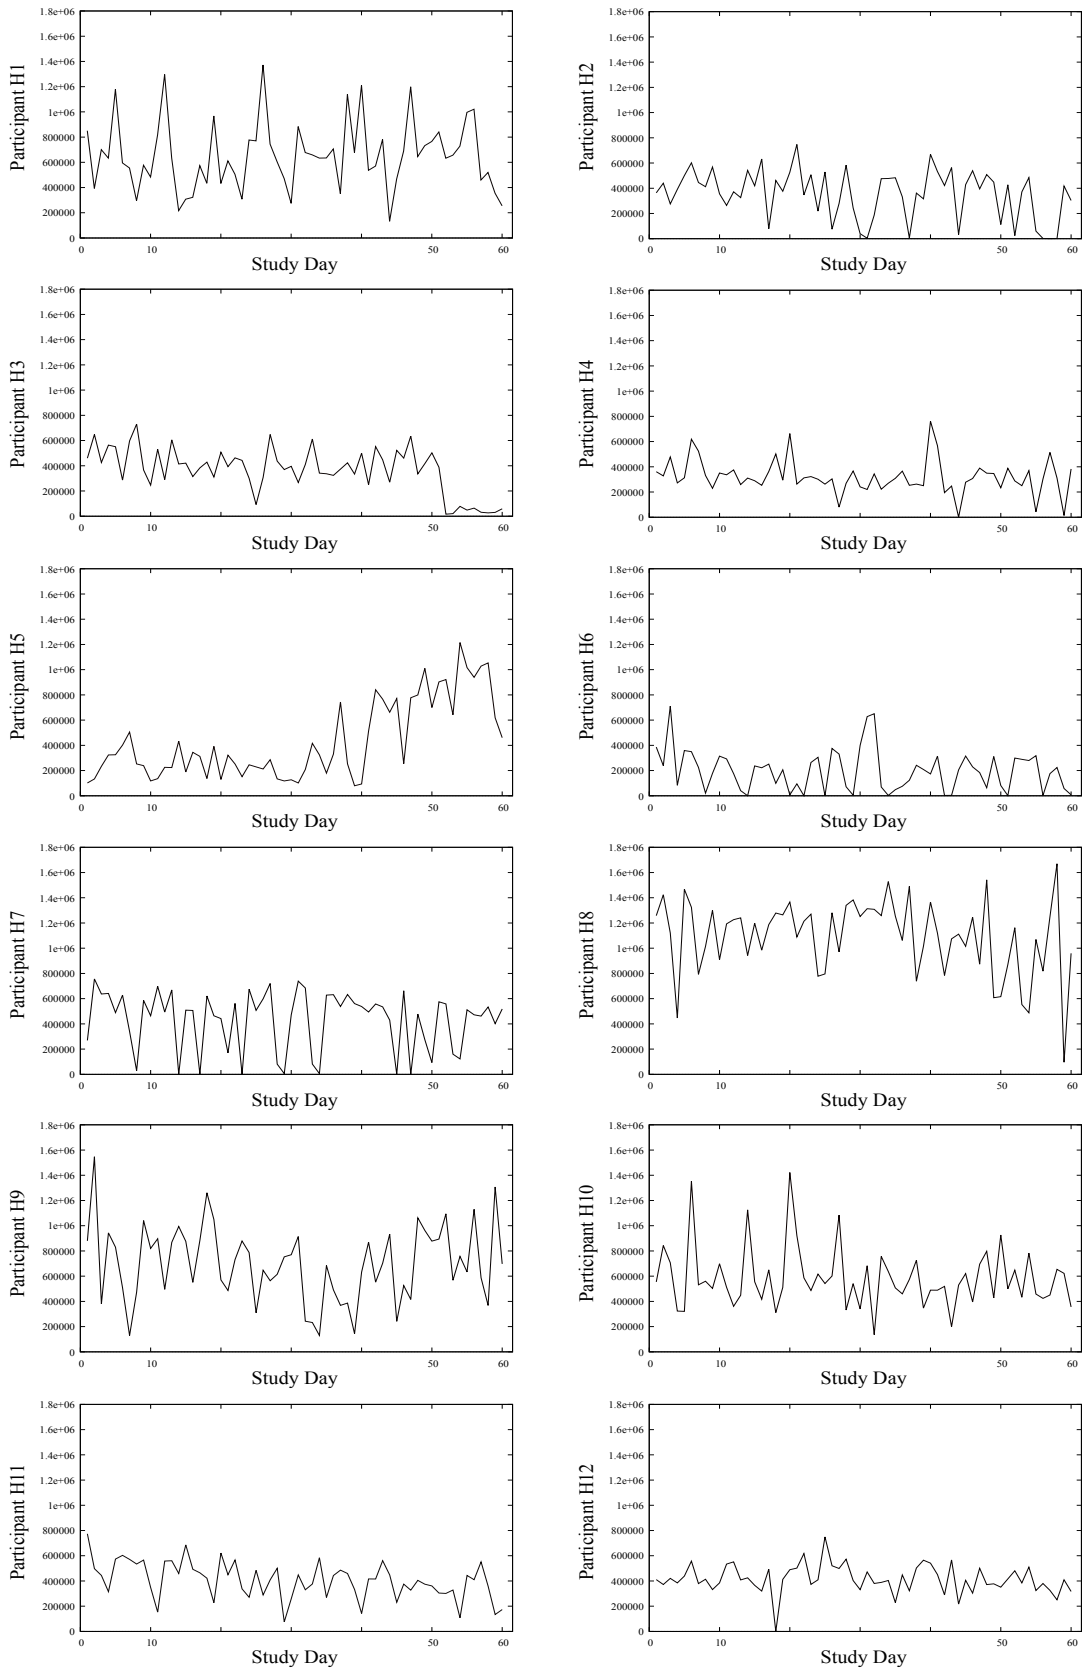 Participant H1
1.8e+06
1.6e+06
1.4e+06
1.2e+06
1e+06
800000
600000
400000
200000
0
0 10 50 60
Study Day
Participant H2
1.8e+06
1.6e+06
1.4e+06
1.2e+06
1e+06
800000
600000
400000
200000
0
0 10 50 60
Study Day
Participant H3
1.8e+06
1.6e+06
1.4e+06
1.2e+06
1e+06
800000
600000
400000
200000
0
0 10 50 60
Study Day
Participant H4
1.8e+06
1.6e+06
1.4e+06
1.2e+06
1e+06
800000
600000
400000
200000
0
0 10 50 60
Study Day
Participant H5
1.8e+06
1.6e+06
1.4e+06
1.2e+06
1e+06
800000
600000
400000
200000
0
0 10 50 60
Study Day
Participant H6
1.8e+06
1.6e+06
1.4e+06
1.2e+06
1e+06
800000
600000
400000
200000
0
0 10 50 60
Study Day
Participant H7
1.8e+06
1.6e+06
1.4e+06
1.2e+06
1e+06
800000
600000
400000
200000
0
0 10 50 60
Study Day
Participant H8
1.8e+06
1.6e+06
1.4e+06
1.2e+06
1e+06
800000
600000
400000
200000
0
0 10 50 60
Study Day
Participant H9
1.8e+06
1.6e+06
1.4e+06
1.2e+06
1e+06
800000
600000
400000
200000
0
0 10 50 60
Study Day
Participant H10
1.8e+06
1.6e+06
1.4e+06
1.2e+06
1e+06
800000
600000
400000
200000
0
0 10 50 60
Study Day
Participant H11
1.8e+06
1.6e+06
1.4e+06
1.2e+06
1e+06
800000
600000
400000
200000
0
0 10 50 60
Study Day
Participant H12
1.8e+06
1.6e+06
1.4e+06
1.2e+06
1e+06
800000
600000
400000
200000
0
0 10 50 60
Study Day